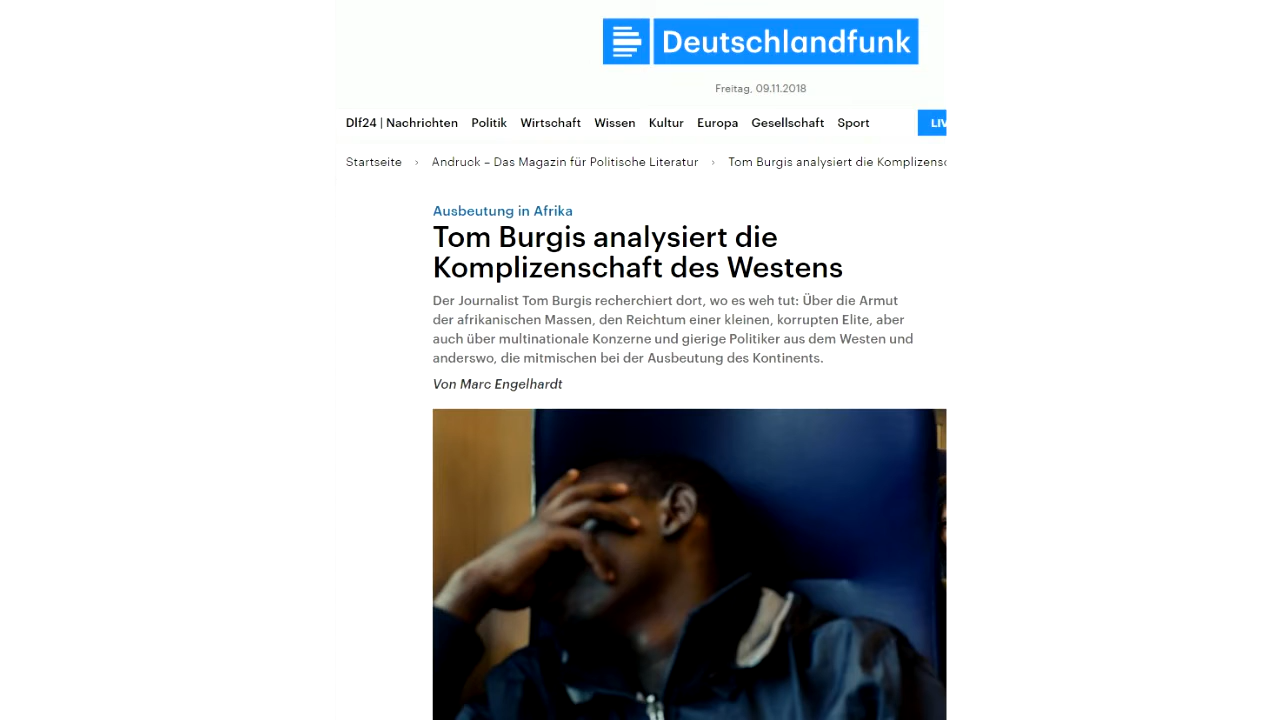 Deutschlandfunk
Freitag, 09.11.2018
Dlf24 | Nachrichten Politik Wirtschaft Wissen Kultur Europa Gesellschaft Sport LIV
Startseite › Andruck – Das Magazin für Politische Literatur › Tom Burgis analysiert die
Ausbeutung in Afrika
Tom Burgis analysiert die
Komplizenschaft des Westens
Der Journalist Tom Burgis recherchiert dort, wo es weh tut: Über die Armut
der afrikanischen Massen, den Reichtum einer kleinen, korrupten Elite, aber
auch über multinationale Konzerne und gierige Politiker aus dem Westen und
anderswo, die mitmischen bei der Ausbeutung des Kontinents.
Von Marc Engelhardt